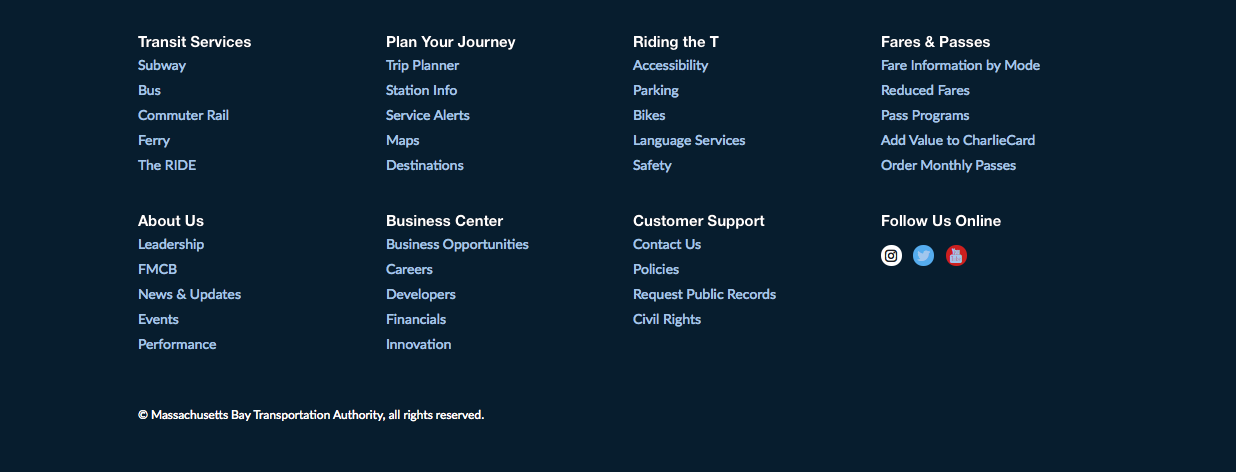 Transit Services
Subway
Bus
Commuter Rail
Ferry
The RIDE
Plan Your Journey
Trip Planner
Station Info
Service Alerts
Maps
Destinations
Riding the T
Accessibility
Parking
Bikes
Language Services
Safety
Fares & Passes
Fare Information by Mode
Reduced Fares
Pass Programs
Add Value to CharlieCard
Order Monthly Passes
About Us
Leadership
FMCB
News & Updates
Events
Performance
Business Center
Business Opportunities
Careers
Developers
Financials
Innovation
Customer Support
Contact Us
Policies
Request Public Records
Civil Rights
Follow Us Online
© Massachusetts Bay Transportation Authority, all rights reserved.